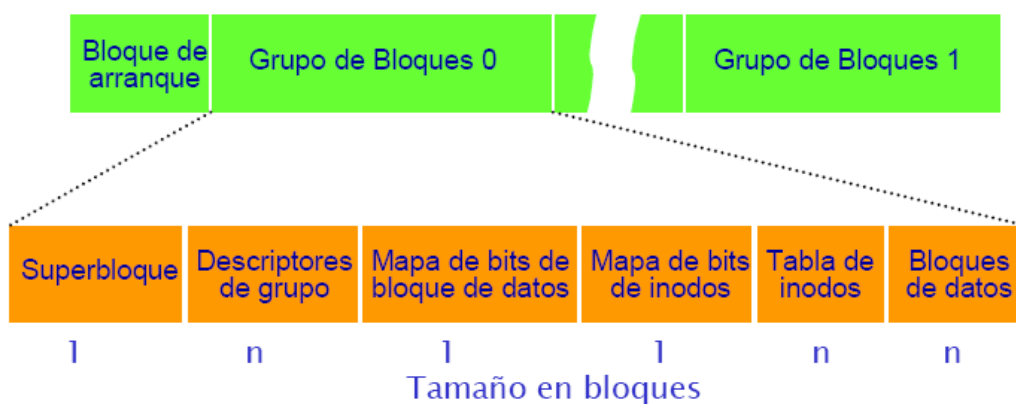 Bloque de
arranque
Grupo de Bloques 0
Grupo de Bloques 1
Superbloque
Descriptores
de grupo
Mapa de bits de
bloque de datos
Mapa de bits
de inodos
Tabla de
inodos
Bloques
de datos
1 n 1 1 n n
Tamaño en bloques